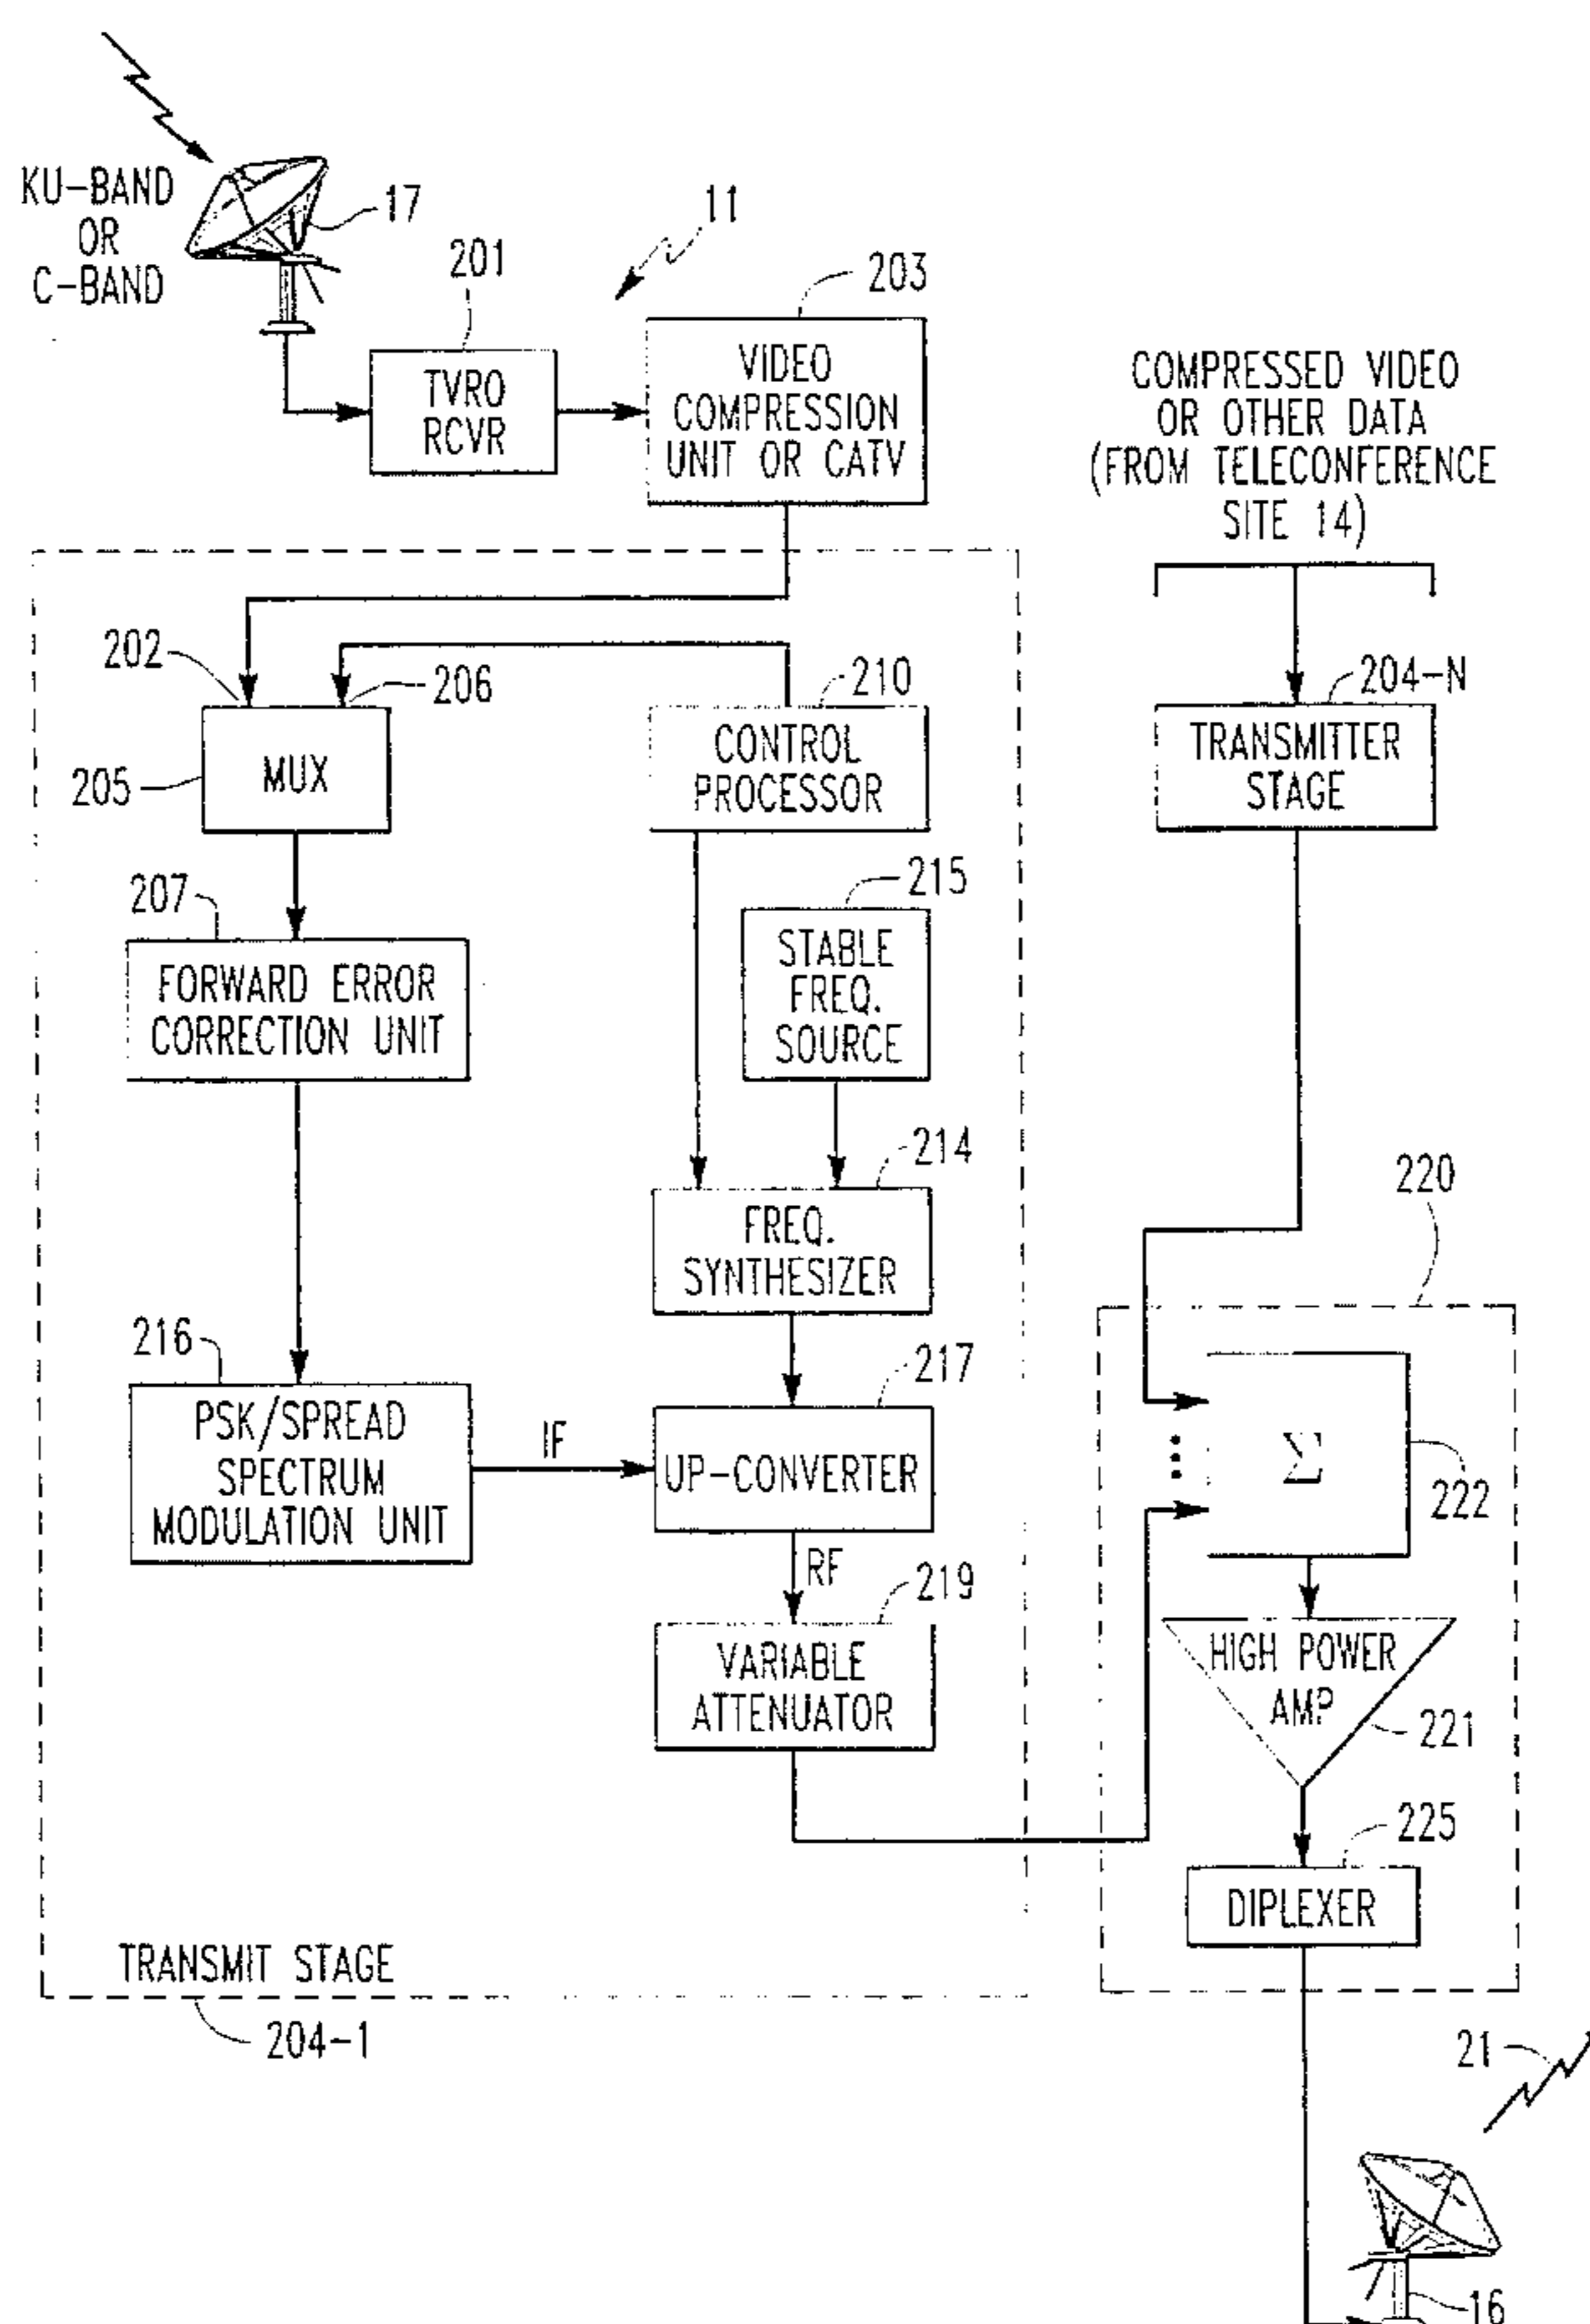 KU-BAND
OR
C-BAND
17
11
201
TVRO
RCVR
203
VIDEO
COMPRESSION
UNIT OR CATV
COMPRESSED VIDEO
OR OTHER DATA
(FROM TELECONFERENCE
SITE 14)
202
206
205
MUX
210
CONTROL
PROCESSOR
204-N
TRANSMITTER
STAGE
207
FORWARD ERROR
CORRECTION UNIT
215
STABLE
FREQ.
SOURCE
214
FREQ.
SYNTHESIZER
220
216
PSK/SPREAD
SPECTRUM
MODULATION UNIT
IF
217
UP-CONVERTER
RF
Σ
222
219
VARIABLE
ATTENUATOR
HIGH POWER
AMP
221
225
DIPLEXER
TRANSMIT STAGE
204-1
21
16